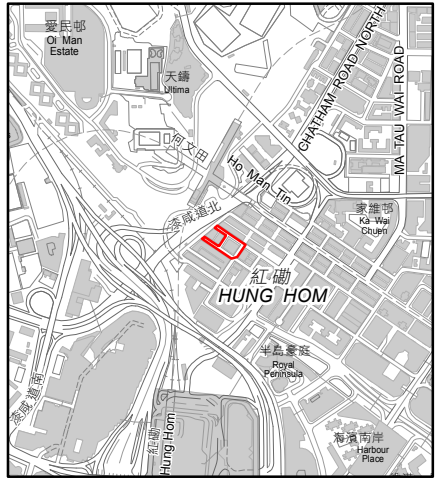 愛民邨
Oi Man
Estate
天鑄
Ultima
CHATHAM ROAD NORTH
MA TAU WAI ROAD
何文田
Ho Man Tin
漆咸道北
家維邨
Ka Wai
Chuen
紅磡
HUNG HOM
半島豪庭
Royal
Peninsula
漆咸道南
紅磡
Hung Hom
海濱南岸
Harbour
Place